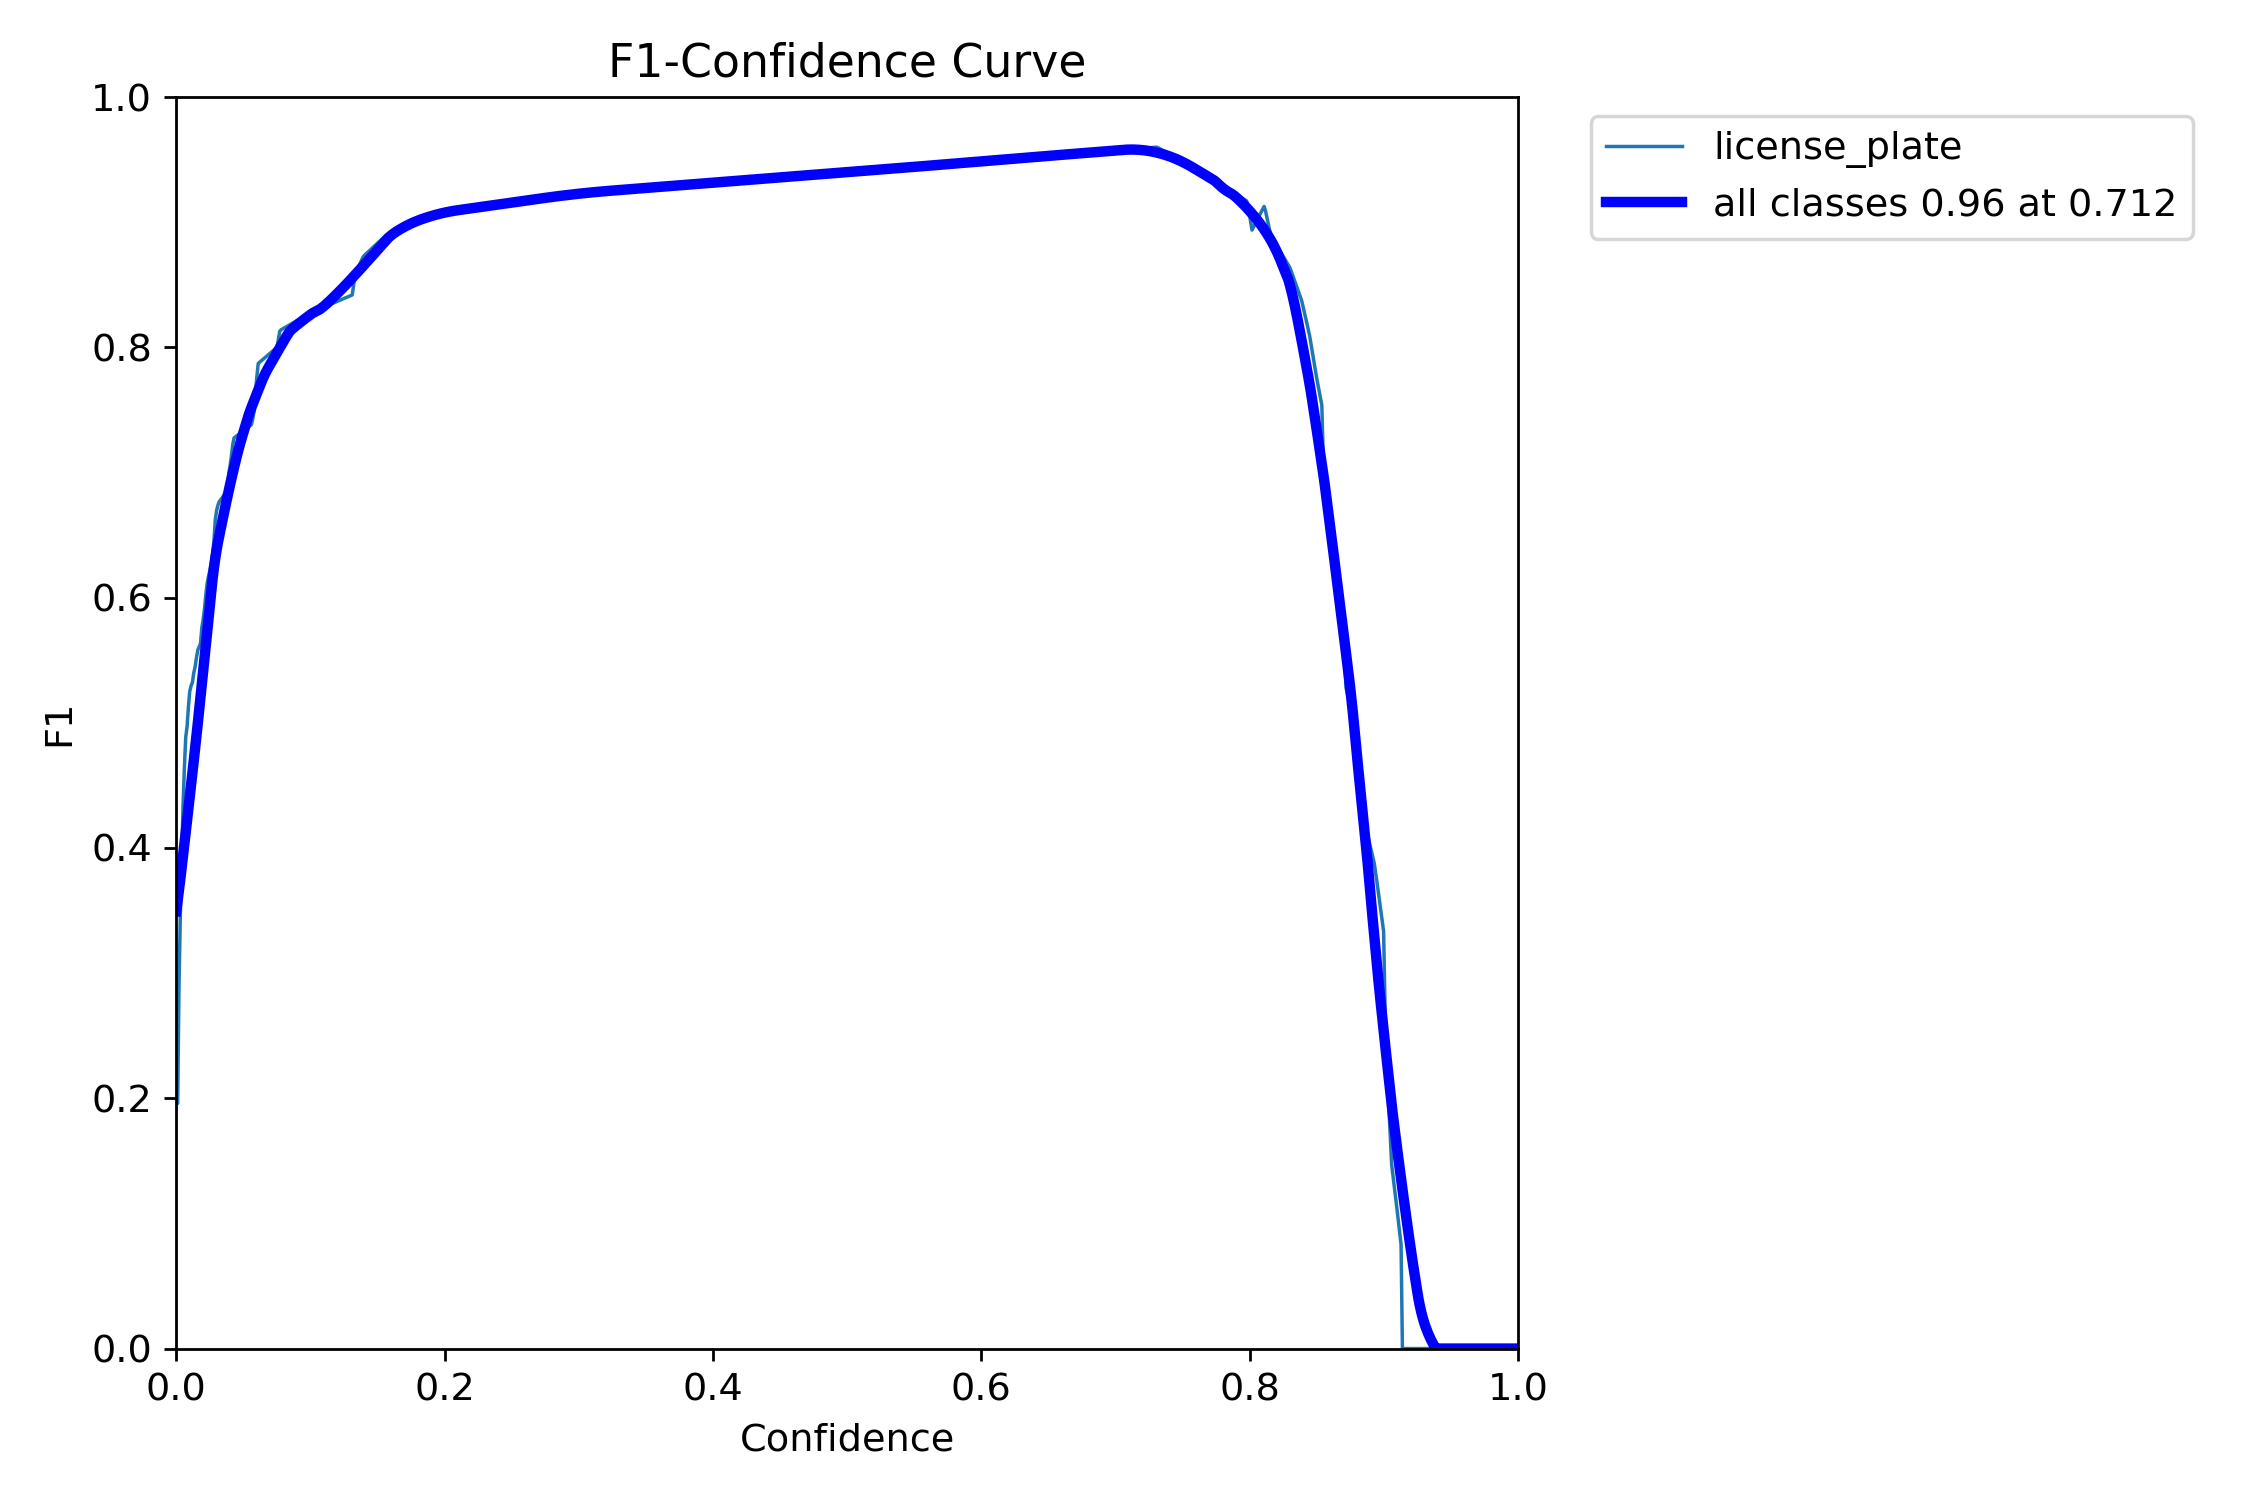 F1-Confidence Curve
1.0
0.8
0.6
0.4
0.2
0.0
F1
0.0 0.2 0.4 0.6 0.8 1.0
Confidence
license_plate
all classes 0.96 at 0.712